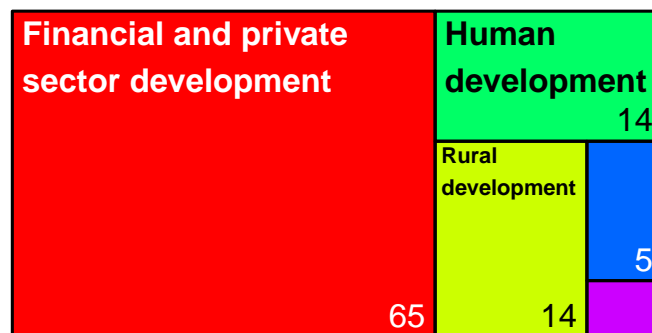 Financial and private
sector development
65
Human
development
14
Rural
development
14
5